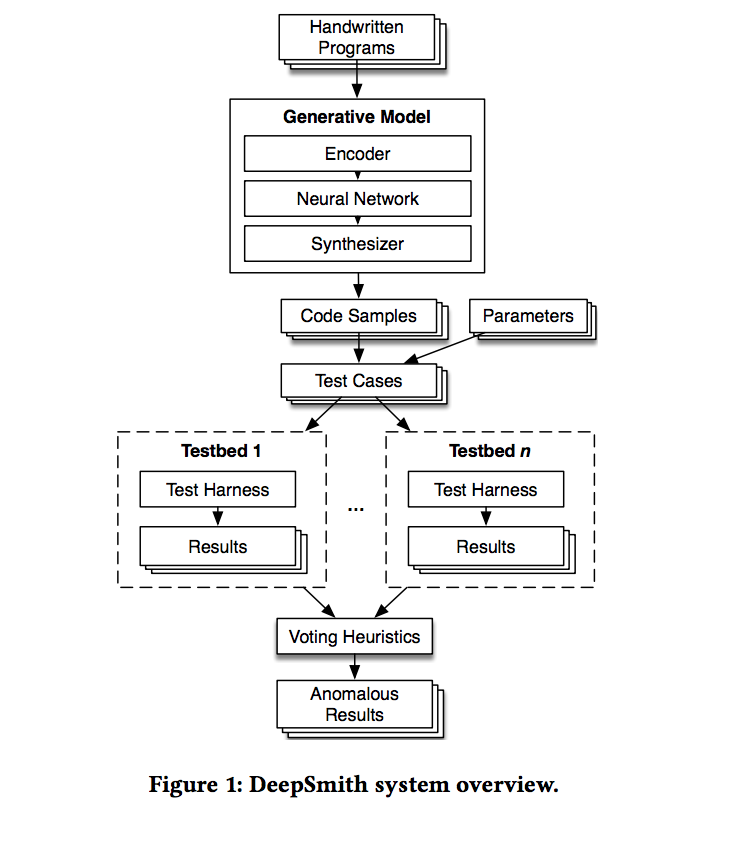 Handwritten
Programs
Generative Model
Encoder
Neural Network
Synthesizer
Code Samples
Parameters
Test Cases
Testbed 1
Testbed n
Test Harness
Test Harness
...
Results
Results
Voting Heuristics
Anomalous
Results
Figure 1: DeepSmith system overview.